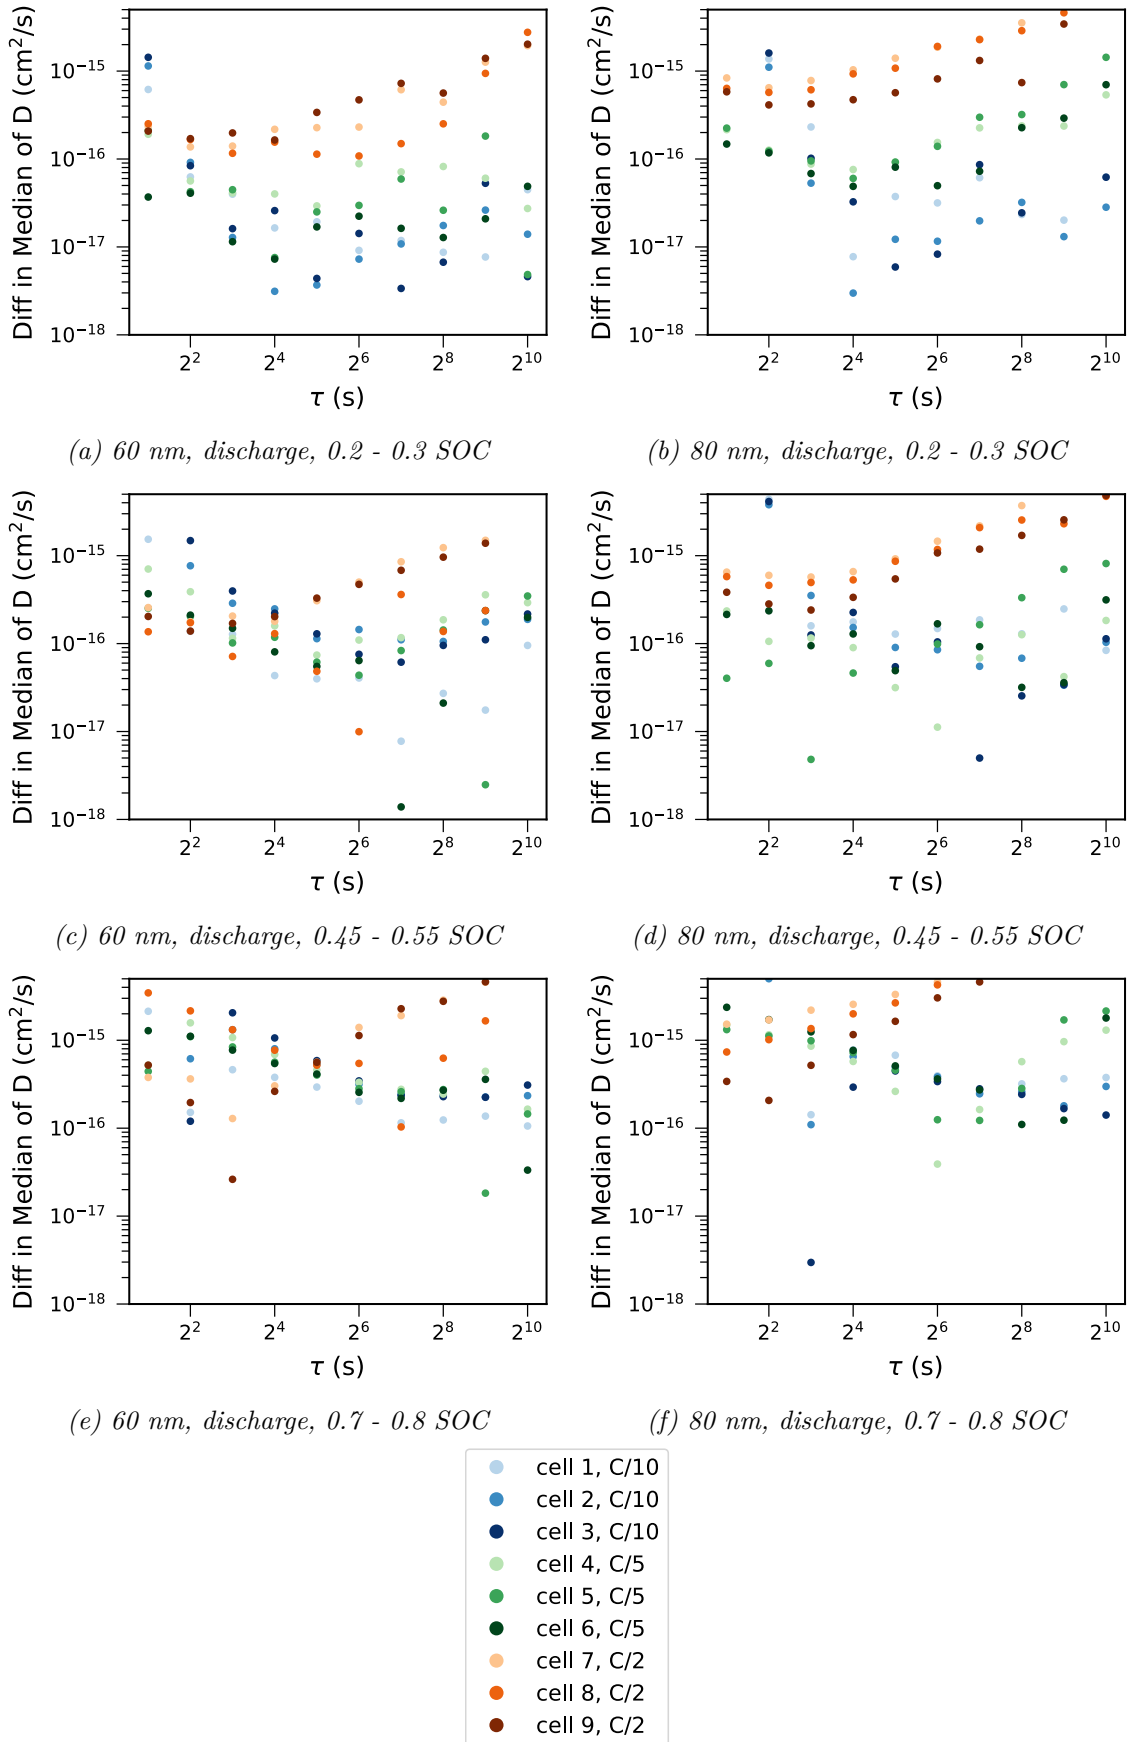 Diff in Median of D (cm²/s)
10⁻¹⁵
10⁻¹⁶
10⁻¹⁷
10⁻¹⁸
2² 2⁴ 2⁶ 2⁸ 2¹⁰
τ (s)
(a) 60 nm, discharge, 0.2 - 0.3 SOC
Diff in Median of D (cm²/s)
10⁻¹⁵
10⁻¹⁶
10⁻¹⁷
10⁻¹⁸
2² 2⁴ 2⁶ 2⁸ 2¹⁰
τ (s)
(b) 80 nm, discharge, 0.2 - 0.3 SOC
Diff in Median of D (cm²/s)
10⁻¹⁵
10⁻¹⁶
10⁻¹⁷
10⁻¹⁸
2² 2⁴ 2⁶ 2⁸ 2¹⁰
τ (s)
(c) 60 nm, discharge, 0.45 - 0.55 SOC
Diff in Median of D (cm²/s)
10⁻¹⁵
10⁻¹⁶
10⁻¹⁷
10⁻¹⁸
2² 2⁴ 2⁶ 2⁸ 2¹⁰
τ (s)
(d) 80 nm, discharge, 0.45 - 0.55 SOC
Diff in Median of D (cm²/s)
10⁻¹⁵
10⁻¹⁶
10⁻¹⁷
10⁻¹⁸
2² 2⁴ 2⁶ 2⁸ 2¹⁰
τ (s)
(e) 60 nm, discharge, 0.7 - 0.8 SOC
Diff in Median of D (cm²/s)
10⁻¹⁵
10⁻¹⁶
10⁻¹⁷
10⁻¹⁸
2² 2⁴ 2⁶ 2⁸ 2¹⁰
τ (s)
(f) 80 nm, discharge, 0.7 - 0.8 SOC
cell 1, C/10
cell 2, C/10
cell 3, C/10
cell 4, C/5
cell 5, C/5
cell 6, C/5
cell 7, C/2
cell 8, C/2
cell 9, C/2